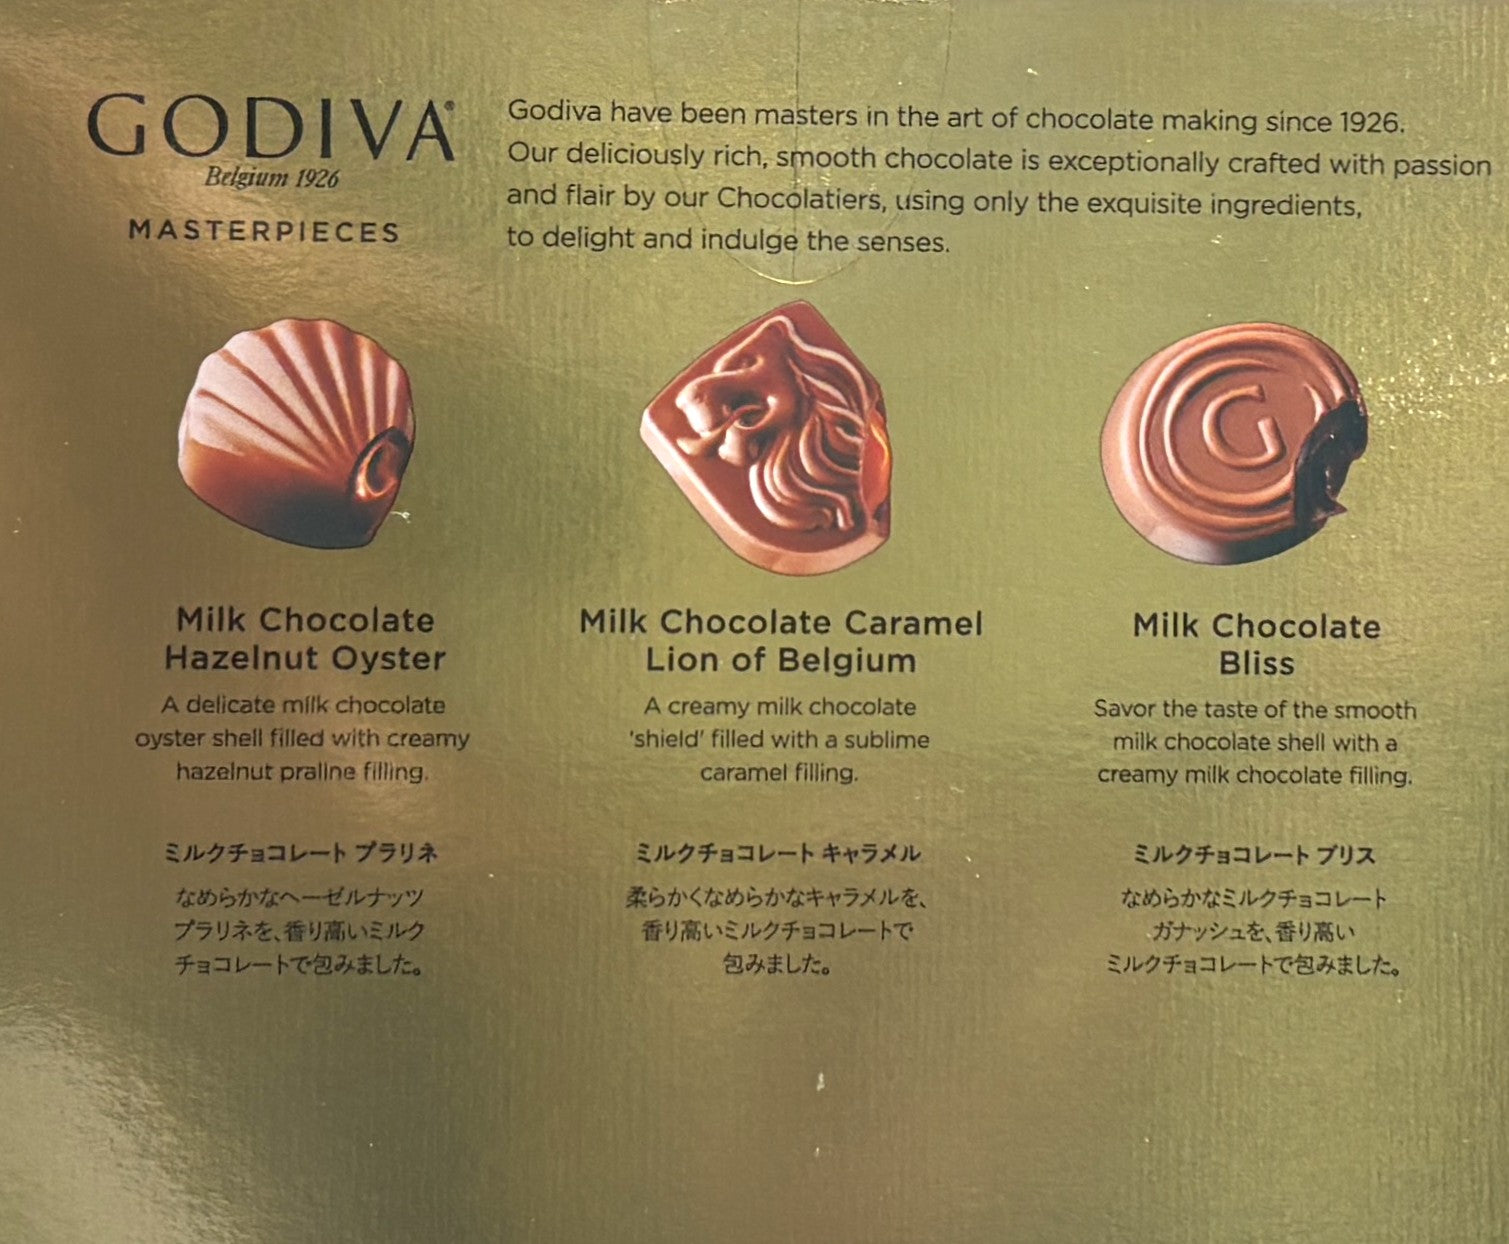 GODIVA®
Belgium 1926
MASTERPIECES
Godiva have been masters in the art of chocolate making since 1926.
Our deliciously rich, smooth chocolate is exceptionally crafted with passion
and flair by our Chocolatiers, using only the exquisite ingredients,
to delight and indulge the senses.
G
Milk Chocolate
Hazelnut Oyster
A delicate milk chocolate
oyster shell filled with creamy
hazelnut praline filling.
ミルクチョコレート プラリネ
なめらかなヘーゼルナッツ
プラリネを、香り高いミルク
チョコレートで包みました。
Milk Chocolate Caramel
Lion of Belgium
A creamy milk chocolate
'shield' filled with a sublime
caramel filling.
ミルクチョコレート キャラメル
柔らかくなめらかなキャラメルを、
香り高いミルクチョコレートで
包みました。
Milk Chocolate
Bliss
Savor the taste of the smooth
milk chocolate shell with a
creamy milk chocolate filling.
ミルクチョコレート ブリス
なめらかなミルクチョコレート
ガナッシュを、香り高い
ミルクチョコレートで包みました。